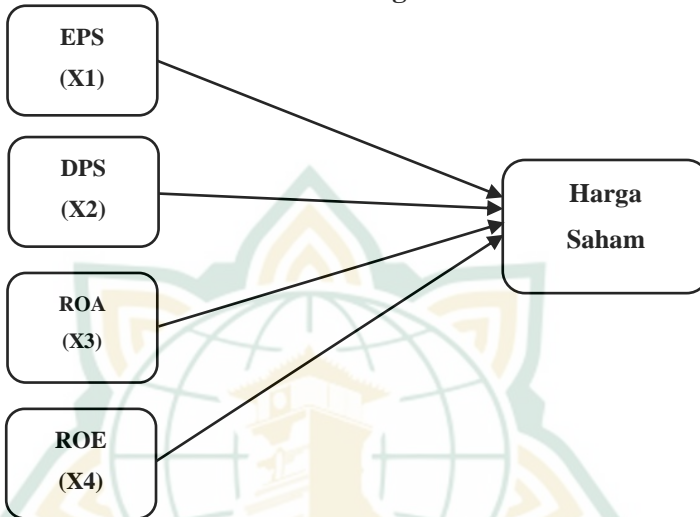 EPS
(X1)
DPS
(X2)
ROA
(X3)
ROE
(X4)
Harga
Saham